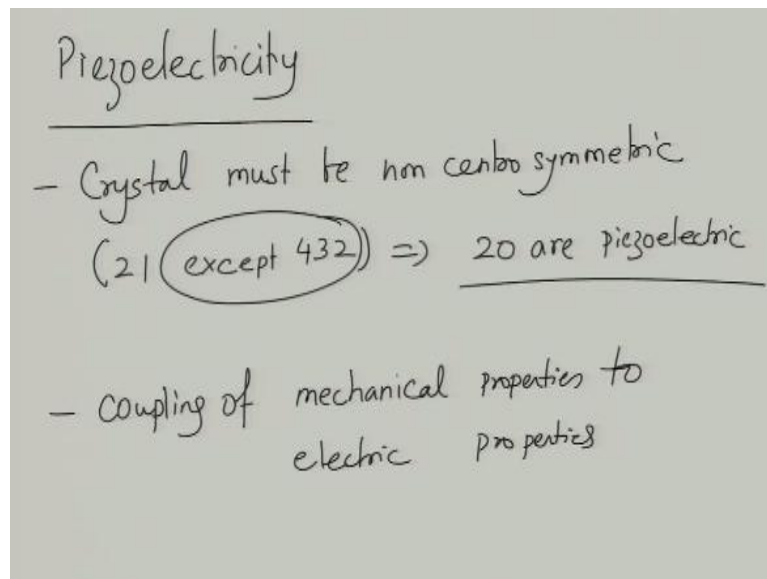 Piezoelectricity
- Crystal must be non centro symmetric
(21 (except 432)) => 20 are piezoelectric
- coupling of mechanical properties to
electric properties